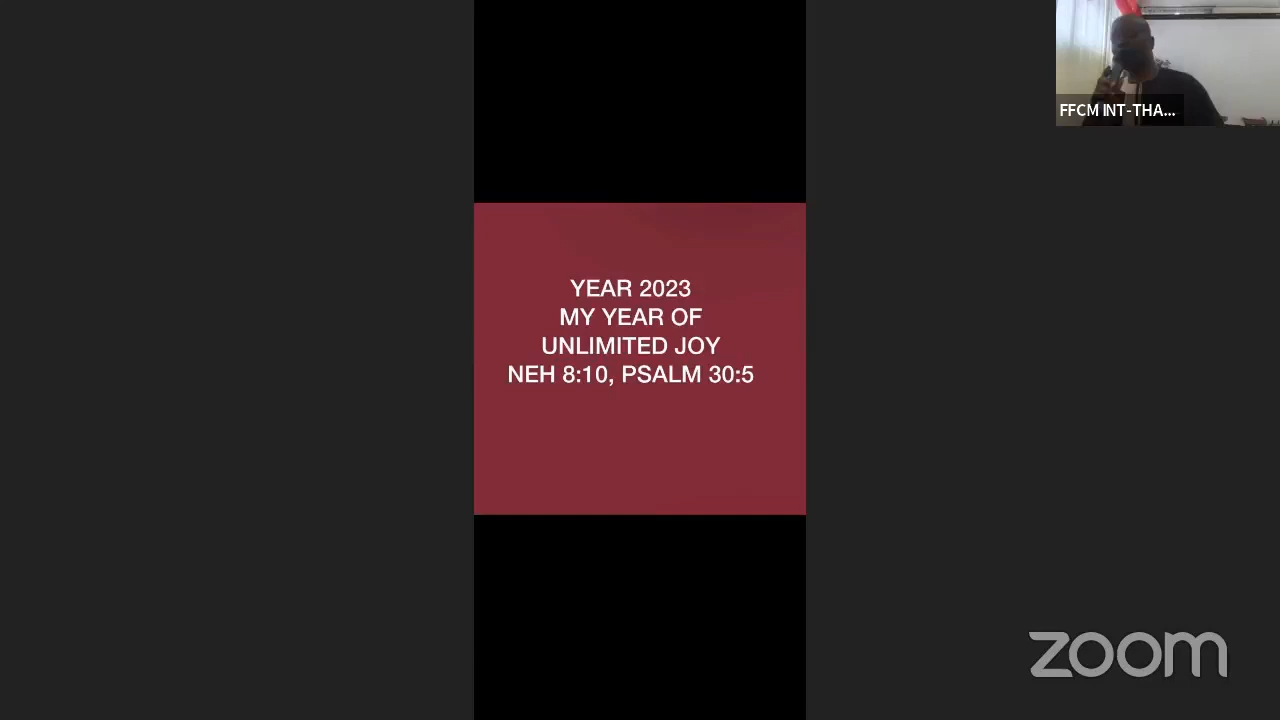 FFCM INT-THA...
YEAR 2023
MY YEAR OF
UNLIMITED JOY
NEH 8:10, PSALM 30:5
zoom